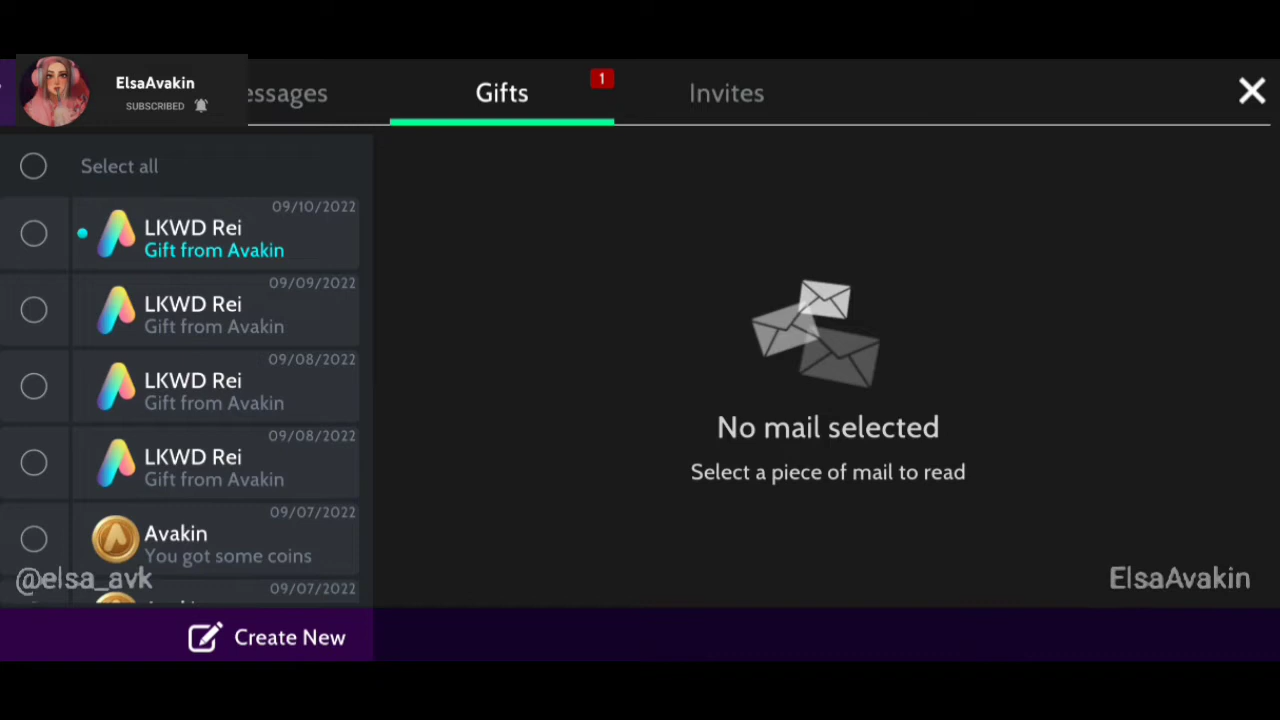 ElsaAvakin
SUBSCRIBED
essages
Gifts
1
Invites
Select all
09/10/2022
LKWD Rei
Gift from Avakin
09/09/2022
LKWD Rei
Gift from Avakin
09/08/2022
LKWD Rei
Gift from Avakin
09/08/2022
LKWD Rei
Gift from Avakin
09/07/2022
Avakin
You got some coins
09/07/2022
@elsa_avk
Create New
No mail selected
Select a piece of mail to read
ElsaAvakin